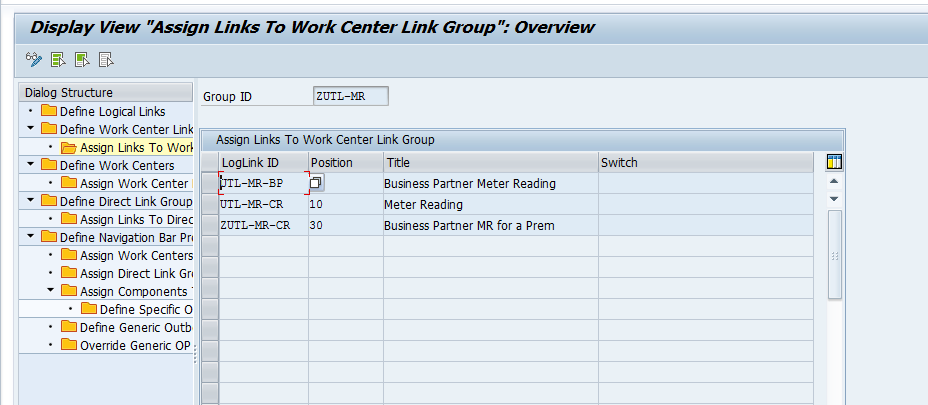 Display View "Assign Links To Work Center Link Group": Overview
Dialog Structure
Define Logical Links
Define Work Center Link
Assign Links To Work
Define Work Centers
Assign Work Center
Define Direct Link Group
Assign Links To Direc
Define Navigation Bar Pr
Assign Work Centers
Assign Direct Link Gr
Assign Components
Define Specific O
Define Generic Outb
Override Generic OP
Group ID ZUTL-MR
Assign Links To Work Center Link Group
LogLink ID Position Title Switch
UTL-MR-BP Business Partner Meter Reading
UTL-MR-CR 10 Meter Reading
ZUTL-MR-CR 30 Business Partner MR for a Prem